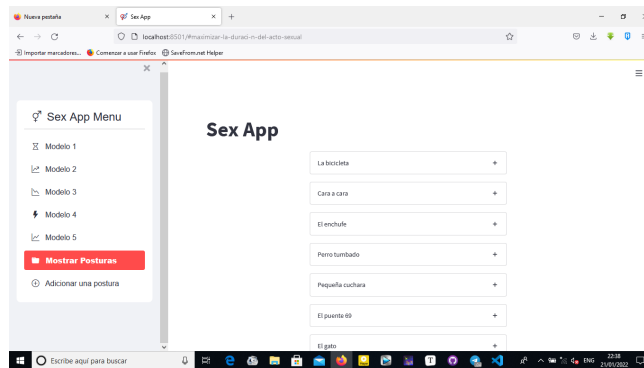 Nueva pestaña
Sex App
localhost:8501/#maximizar-la-duraci-n-del-acto-sexual
Importar marcadores...
Comenzar a usar Firefox
SaveFrom.net Helper
Sex App Menu
Modelo 1
Modelo 2
Modelo 3
Modelo 4
Modelo 5
Mostrar Posturas
Adicionar una postura
Sex App
La bicicleta
Cara a cara
El enchufe
Perro tumbado
Pequeña cuchara
El puente 69
El gato
Escribe aquí para buscar
ENG
22:38
21/01/2022